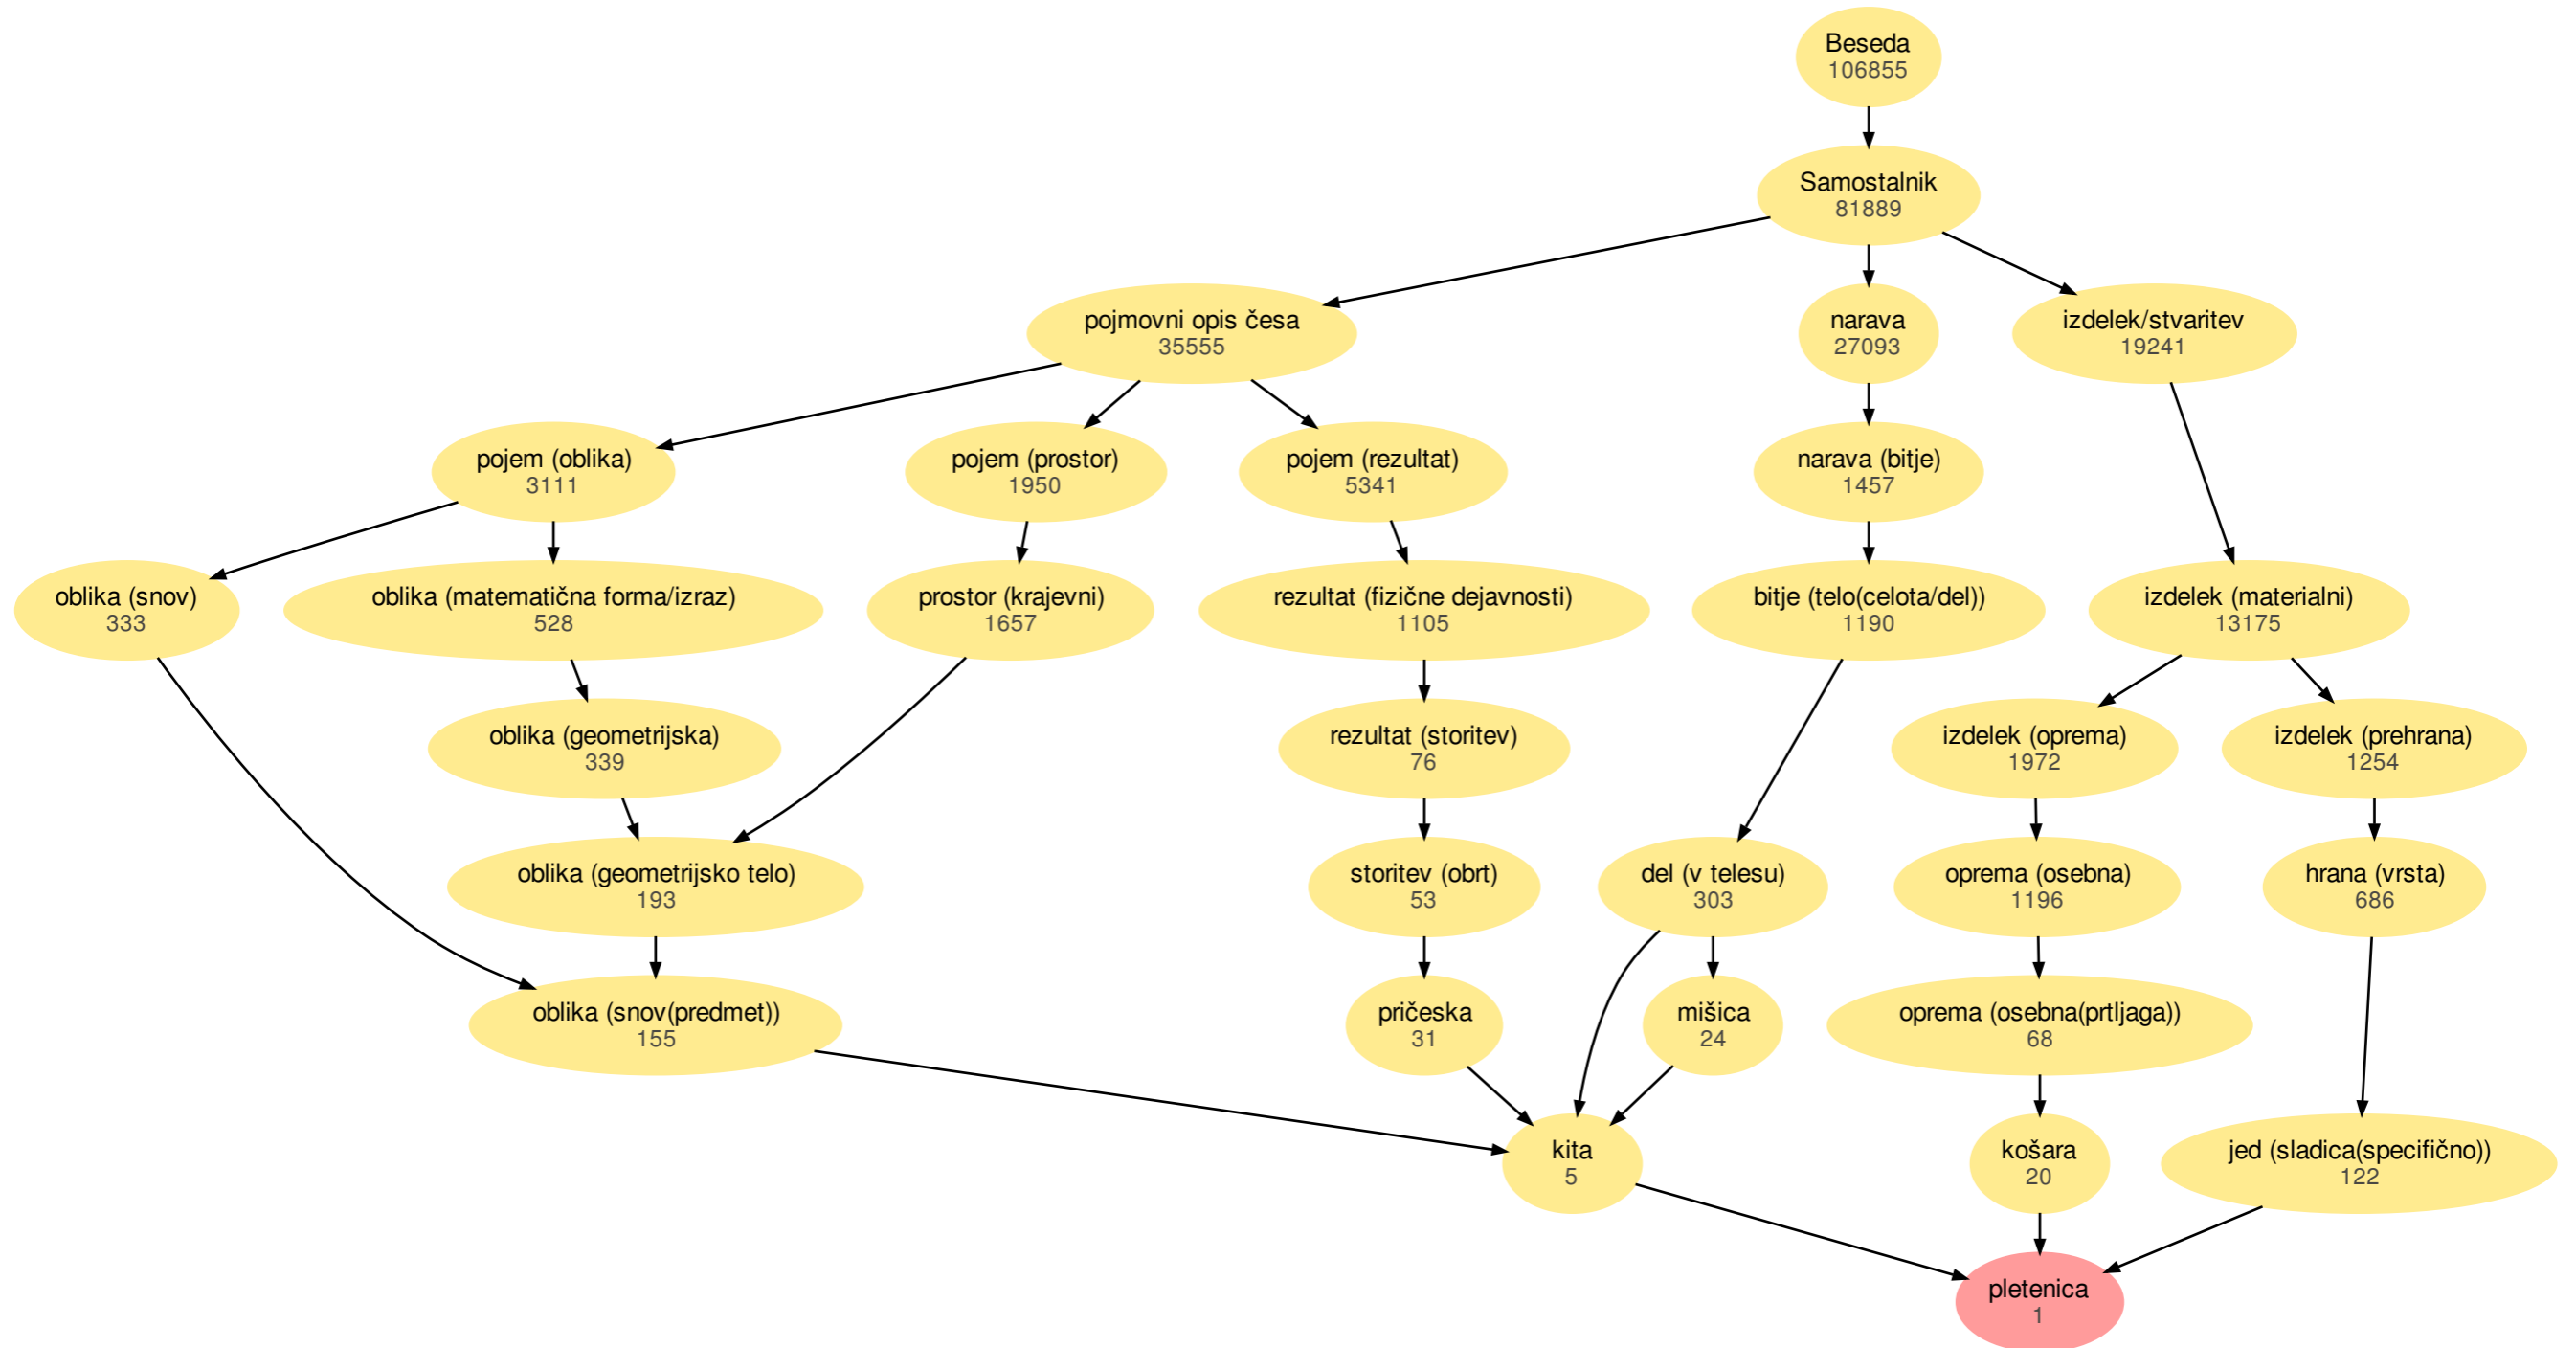 Beseda
106855
Samostalnik
81889
pojmovni opis česa
35555
narava
27093
izdelek/stvaritev
19241
pojem (oblika)
3111
pojem (prostor)
1950
pojem (rezultat)
5341
narava (bitje)
1457
oblika (snov)
333
oblika (matematična forma/izraz)
528
prostor (krajevni)
1657
rezultat (fizične dejavnosti)
1105
bitje (telo(celota/del))
1190
izdelek (materialni)
13175
oblika (geometrijska)
339
rezultat (storitev)
76
izdelek (oprema)
1972
izdelek (prehrana)
1254
oblika (geometrijsko telo)
193
storitev (obrt)
53
del (v telesu)
303
oprema (osebna)
1196
hrana (vrsta)
686
oblika (snov(predmet))
155
pričeska
31
mišica
24
oprema (osebna(prtljaga))
68
kita
5
košara
20
jed (sladica(specifično))
122
pletenica
1